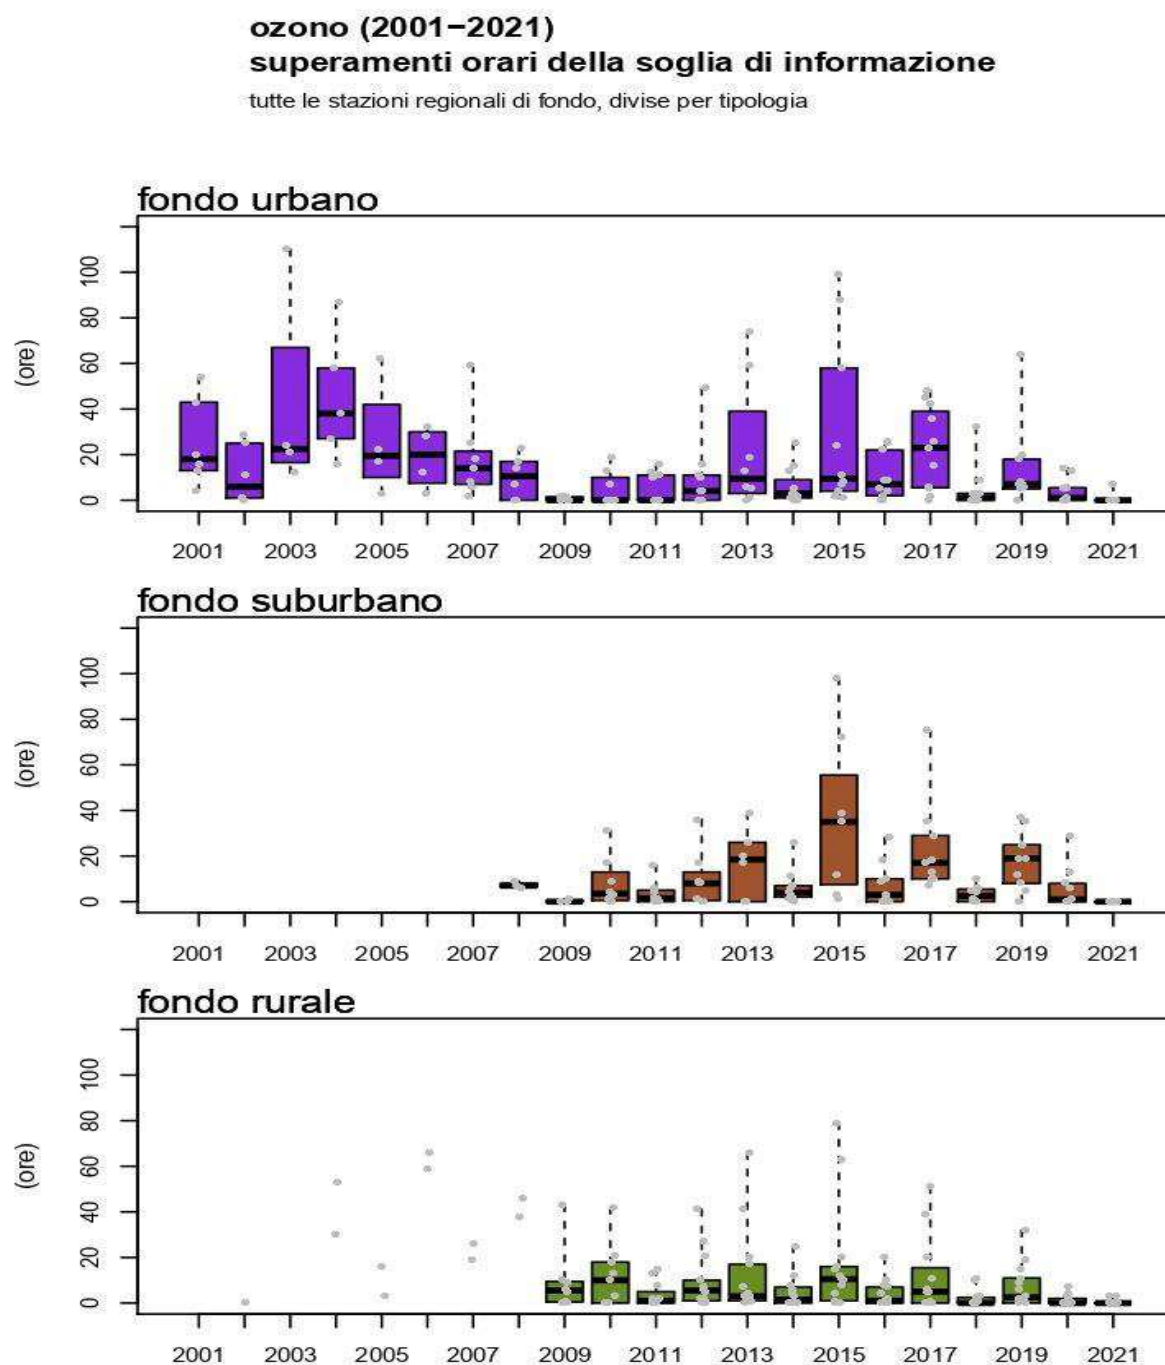 ozono (2001−2021)
superamenti orari della soglia di informazione
tutte le stazioni regionali di fondo, divise per tipologia
fondo urbano
(ore)
100
80
60
40
20
0
2001 2003 2005 2007 2009 2011 2013 2015 2017 2019 2021
fondo suburbano
(ore)
100
80
60
40
20
0
2001 2003 2005 2007 2009 2011 2013 2015 2017 2019 2021
fondo rurale
(ore)
100
80
60
40
20
0
2001 2003 2005 2007 2009 2011 2013 2015 2017 2019 2021